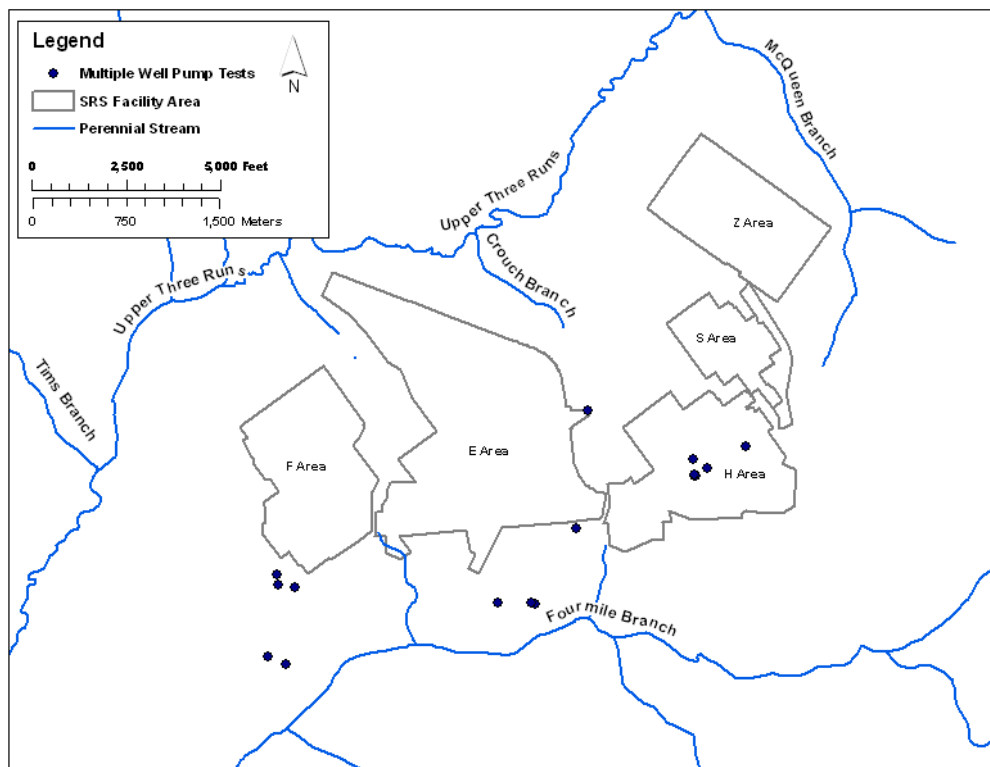 Legend
Multiple Well Pump Tests
N
SRS Facility Area
Perennial Stream
0 2,500 5,000 Feet
0 750 1,500 Meters
McQueen Branch
Upper Three Runs
Z Area
Crouch Branch
Upper Three Runs
S Area
Tims Branch
E Area
F Area
H Area
Fourmile Branch